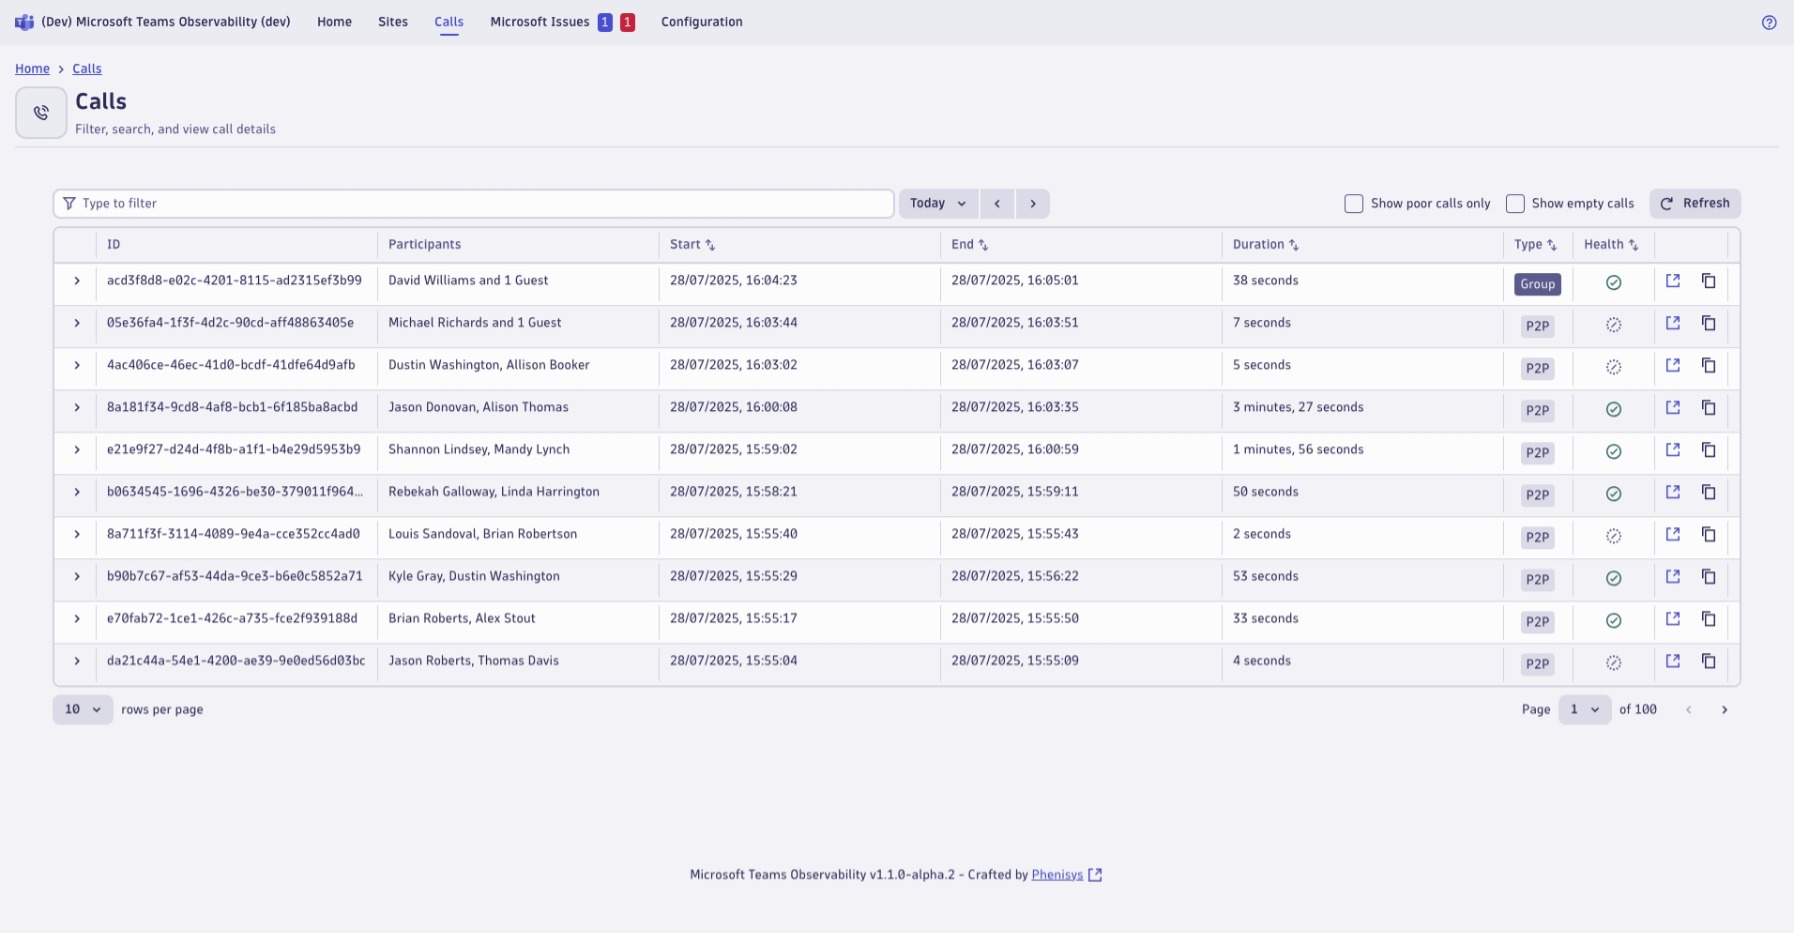 (Dev) Microsoft Teams Observability (dev) Home Sites Calls Microsoft Issues 1 1 Configuration
Home > Calls
Calls
Filter, search, and view call details
Type to filter Today Show poor calls only Show empty calls Refresh
ID Participants Start End Duration Type Health
acd3f8d8-e02c-4201-8115-ad2315ef3b99 David Williams and 1 Guest 28/07/2025, 16:04:23 28/07/2025, 16:05:01 38 seconds Group
05e36fa4-1f3f-4d2c-90cd-aff48863405e Michael Richards and 1 Guest 28/07/2025, 16:03:44 28/07/2025, 16:03:51 7 seconds P2P
4ac406ce-46ec-41d0-bcdf-41dfe64d9afb Dustin Washington, Allison Booker 28/07/2025, 16:03:02 28/07/2025, 16:03:07 5 seconds P2P
8a181f34-9cd8-4af8-bcb1-6f185ba8acbd Jason Donovan, Alison Thomas 28/07/2025, 16:00:08 28/07/2025, 16:03:35 3 minutes, 27 seconds P2P
e21e9f27-d24d-4f8b-a1f1-b4e29d5953b9 Shannon Lindsey, Mandy Lynch 28/07/2025, 15:59:02 28/07/2025, 16:00:59 1 minutes, 56 seconds P2P
b0634545-1696-4326-be30-379011f964... Rebekah Galloway, Linda Harrington 28/07/2025, 15:58:21 28/07/2025, 15:59:11 50 seconds P2P
8a711f3f-3114-4089-9e4a-cce352cc4ad0 Louis Sandoval, Brian Robertson 28/07/2025, 15:55:40 28/07/2025, 15:55:43 2 seconds P2P
b90b7c67-af53-44da-9ce3-b6e0c5852a71 Kyle Gray, Dustin Washington 28/07/2025, 15:55:29 28/07/2025, 15:56:22 53 seconds P2P
e70fab72-1ce1-426c-a735-fce2f939188d Brian Roberts, Alex Stout 28/07/2025, 15:55:17 28/07/2025, 15:55:50 33 seconds P2P
da21c44a-54e1-4200-ae39-9e0ed56d03bc Jason Roberts, Thomas Davis 28/07/2025, 15:55:04 28/07/2025, 15:55:09 4 seconds P2P
10 rows per page Page 1 of 100
Microsoft Teams Observability v1.1.0-alpha.2 - Crafted by Phenisys